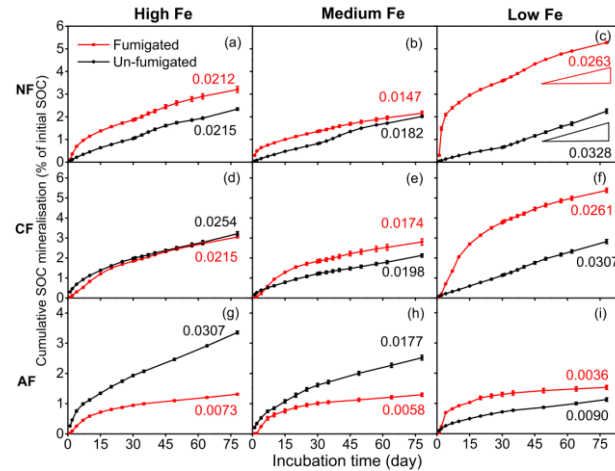 High Fe Medium Fe Low Fe
6 Fumigated (a) (b) (c)
Un-fumigated
5
4 0.0263
NF 3 0.0212
2 0.0147
1 0.0215 0.0182 0.0328
0
Cumulative SOC mineralisation (% of initial SOC)
(d) (e) (f)
5
4 0.0254 0.0261
CF 3 0.0174
2 0.0215
1 0.0198 0.0307
0
(g) (h) (i)
5
4 0.0307
AF 3 0.0177
2 0.0036
1 0.0073 0.0058 0.0090
0
0 15 30 45 60 75 0 15 30 45 60 75 0 15 30 45 60 75
Incubation time (day)